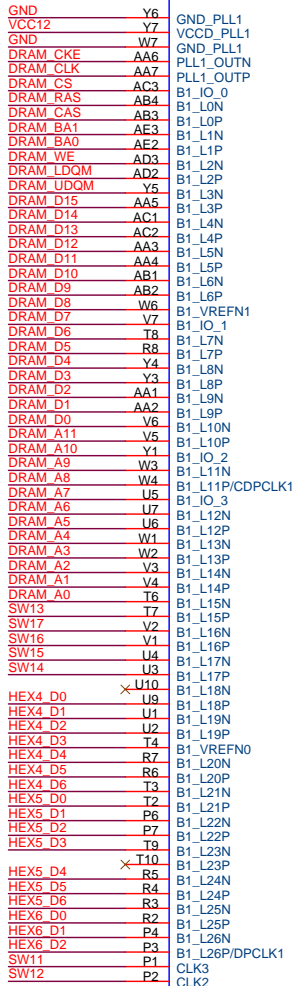 GND Y6 GND_PLL1
VCC12 Y7 VCCD_PLL1
GND W7 GND_PLL1
DRAM_CKE AA6 PLL1_OUTN
DRAM_CLK AA7 PLL1_OUTP
DRAM_CS AC3 B1_IO_0
DRAM_RAS AB4 B1_L0N
DRAM_CAS AB3 B1_L0P
DRAM_BA1 AE3 B1_L1N
DRAM_BA0 AE2 B1_L1P
DRAM_WE AD3 B1_L2N
DRAM_LDQM AD2 B1_L2P
DRAM_UDQM Y5 B1_L3N
DRAM_D15 AA5 B1_L3P
DRAM_D14 AC1 B1_L4N
DRAM_D13 AC2 B1_L4P
DRAM_D12 AA3 B1_L5N
DRAM_D11 AA4 B1_L5P
DRAM_D10 AB1 B1_L6N
DRAM_D9 AB2 B1_L6P
DRAM_D8 W6 B1_VREFN1
DRAM_D7 V7 B1_IO_1
DRAM_D6 T8 B1_L7N
DRAM_D5 R8 B1_L7P
DRAM_D4 Y4 B1_L8N
DRAM_D3 Y3 B1_L8P
DRAM_D2 AA1 B1_L9N
DRAM_D1 AA2 B1_L9P
DRAM_D0 V6 B1_L10N
DRAM_A11 V5 B1_L10P
DRAM_A10 Y1 B1_IO_2
DRAM_A9 W3 B1_L11N
DRAM_A8 W4 B1_L11P/CDPCLK1
DRAM_A7 U5 B1_IO_3
DRAM_A6 U7 B1_L12N
DRAM_A5 U6 B1_L12P
DRAM_A4 W1 B1_L13N
DRAM_A3 W2 B1_L13P
DRAM_A2 V3 B1_L14N
DRAM_A1 V4 B1_L14P
DRAM_A0 T6 B1_L15N
SW13 T7 B1_L15P
SW17 V2 B1_L16N
SW16 V1 B1_L16P
SW15 U4 B1_L17N
SW14 U3 B1_L17P
U10 B1_L18N
HEX4_D0 U9 B1_L18P
HEX4_D1 U1 B1_L19N
HEX4_D2 U2 B1_L19P
HEX4_D3 T4 B1_VREFN0
HEX4_D4 R7 B1_L20N
HEX4_D5 R6 B1_L20P
HEX4_D6 T3 B1_L21N
HEX5_D0 T2 B1_L21P
HEX5_D1 P6 B1_L22N
HEX5_D2 P7 B1_L22P
HEX5_D3 T9 B1_L23N
T10 B1_L23P
HEX5_D4 R5 B1_L24N
HEX5_D5 R4 B1_L24P
HEX5_D6 R3 B1_L25N
HEX6_D0 R2 B1_L25P
HEX6_D1 P4 B1_L26N
HEX6_D2 P3 B1_L26P/DPCLK1
SW11 P1 CLK3
SW12 P2 CLK2